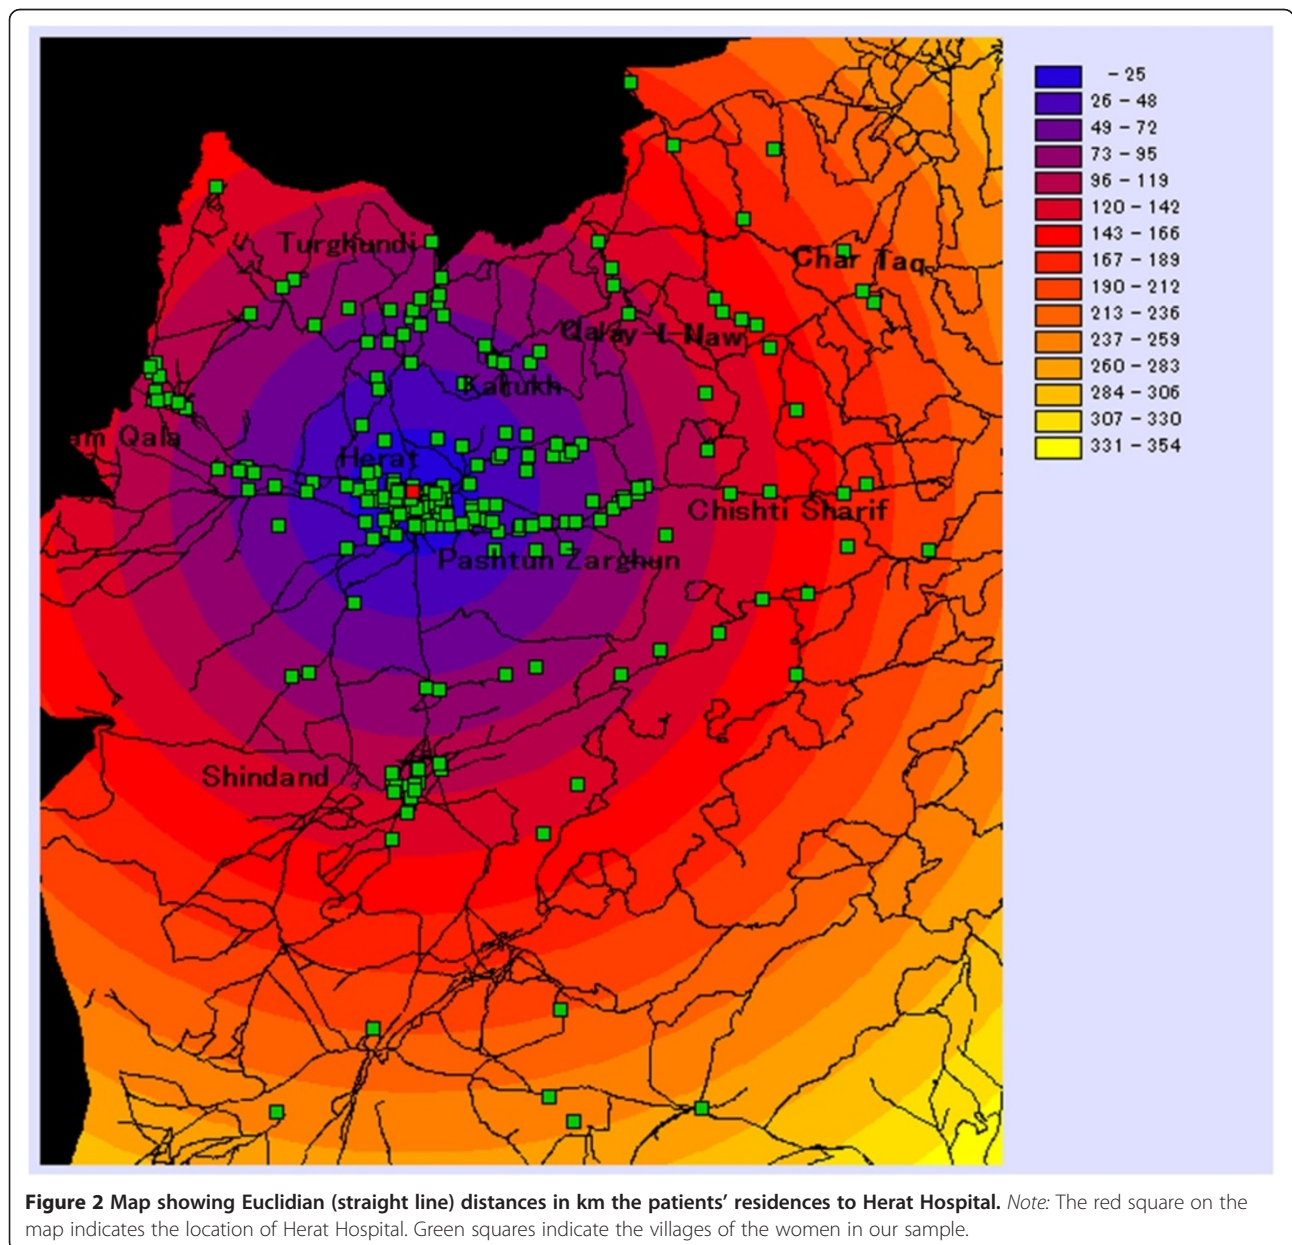 - 25
26 - 48
49 - 72
73 - 95
96 - 119
120 - 142
143 - 166
167 - 189
190 - 212
213 - 236
237 - 259
260 - 283
284 - 306
307 - 330
331 - 354
Turghundi
Char Taq
Qalay-I-Naw
Karukh
am Qala
Herat
Chishti Sharif
Pashtun Zarghun
Shindand
Figure 2 Map showing Euclidian (straight line) distances in km the patients' residences to Herat Hospital. Note: The red square on the
map indicates the location of Herat Hospital. Green squares indicate the villages of the women in our sample.